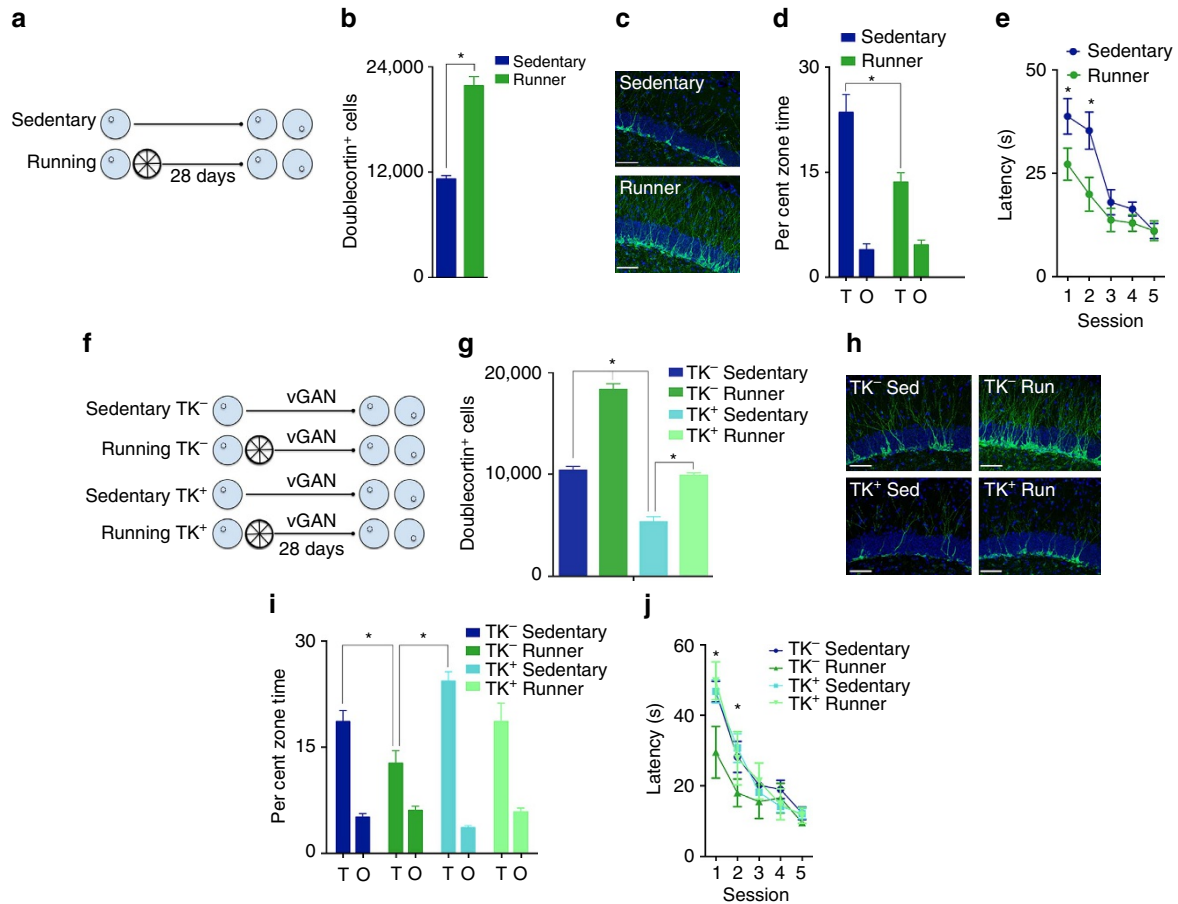 a
Sedentary
Running
28 days
b
24,000
12,000
0
Doublecortin⁺ cells
*
Sedentary
Runner
c
Sedentary
Runner
d
Sedentary
Runner
30
15
0
Per cent zone time
*
T O T O
e
Sedentary
Runner
50
25
0
Latency (s)
* *
1 2 3 4 5
Session
f
Sedentary TK⁻ vGAN
Running TK⁻ vGAN
Sedentary TK⁺ vGAN
Running TK⁺ vGAN
28 days
g
20,000
10,000
0
Doublecortin⁺ cells
*
*
TK⁻ Sedentary
TK⁻ Runner
TK⁺ Sedentary
TK⁺ Runner
h
TK⁻ Sed
TK⁻ Run
TK⁺ Sed
TK⁺ Run
i
30
15
0
Per cent zone time
* *
TK⁻ Sedentary
TK⁻ Runner
TK⁺ Sedentary
TK⁺ Runner
T O T O T O T O
j
60
40
20
0
Latency (s)
*
*
TK⁻ Sedentary
TK⁻ Runner
TK⁺ Sedentary
TK⁺ Runner
1 2 3 4 5
Session